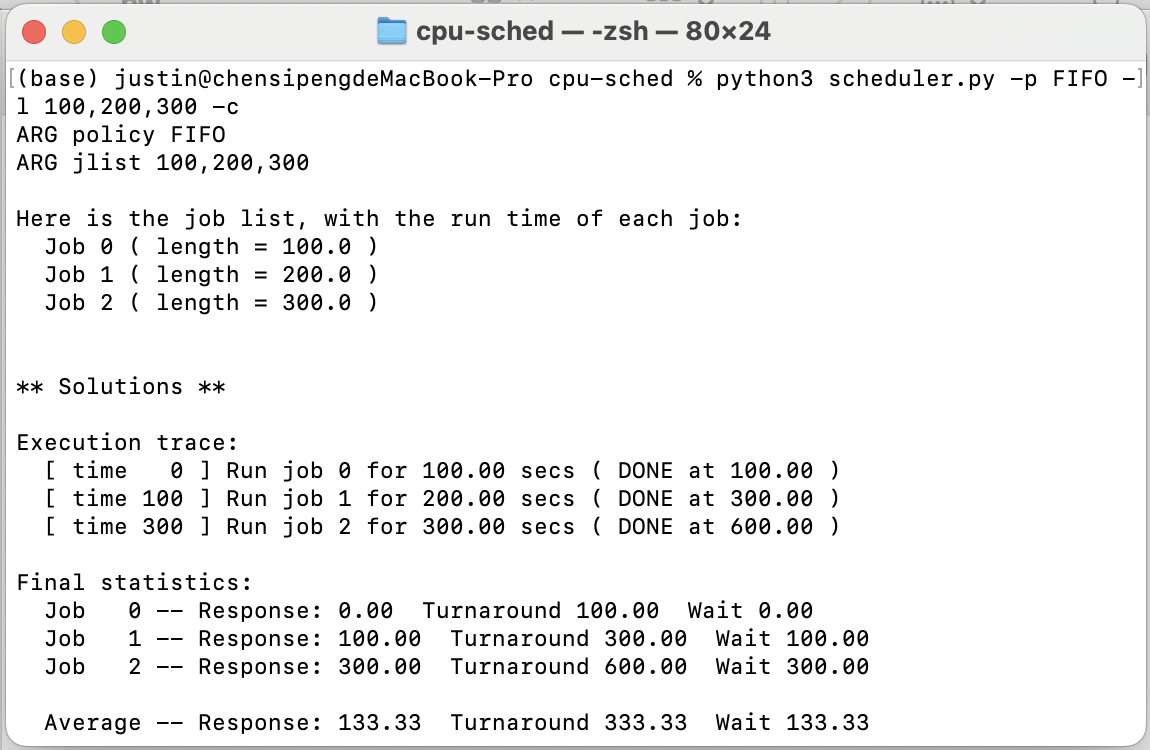 cpu-sched — -zsh — 80×24
(base) justin@chensipengdeMacBook-Pro cpu-sched % python3 scheduler.py -p FIFO -
l 100,200,300 -c
ARG policy FIFO
ARG jlist 100,200,300
Here is the job list, with the run time of each job:
  Job 0 ( length = 100.0 )
  Job 1 ( length = 200.0 )
  Job 2 ( length = 300.0 )
** Solutions **
Execution trace:
  [ time   0 ] Run job 0 for 100.00 secs ( DONE at 100.00 )
  [ time 100 ] Run job 1 for 200.00 secs ( DONE at 300.00 )
  [ time 300 ] Run job 2 for 300.00 secs ( DONE at 600.00 )
Final statistics:
  Job   0 -- Response: 0.00  Turnaround 100.00  Wait 0.00
  Job   1 -- Response: 100.00  Turnaround 300.00  Wait 100.00
  Job   2 -- Response: 300.00  Turnaround 600.00  Wait 300.00
  Average -- Response: 133.33  Turnaround 333.33  Wait 133.33